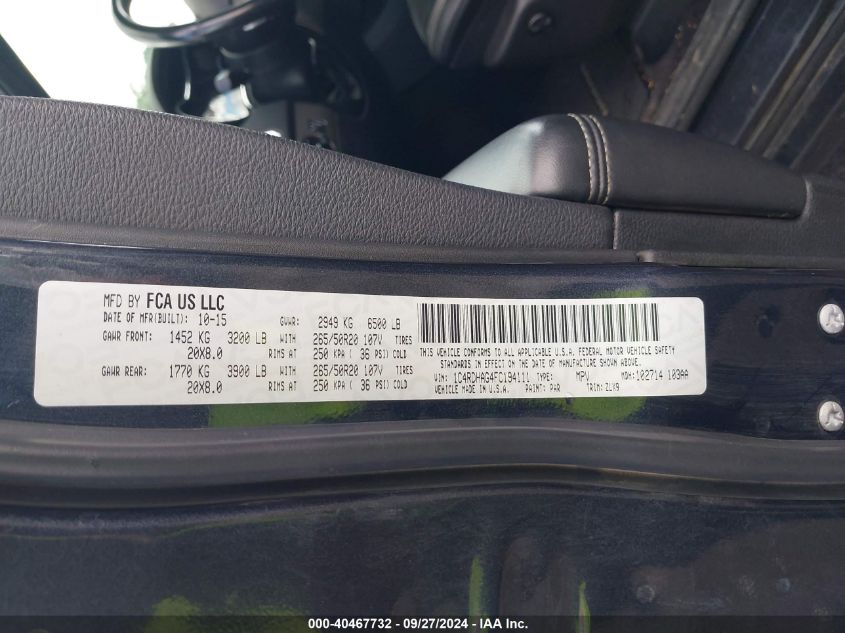 MFD BY FCA US LLC
DATE OF MFR(BUILT): 10-15 GVWR: 2949 KG 6500 LB
GAWR FRONT: 1452 KG 3200 LB WITH 265/50R20 107V TIRES
20X8.0 RIMS AT 250 KPA ( 36 PSI) COLD
GAWR REAR: 1770 KG 3900 LB WITH 265/50R20 107V TIRES
20X8.0 RIMS AT 250 KPA ( 36 PSI) COLD
THIS VEHICLE CONFORMS TO ALL APPLICABLE U.S.A. FEDERAL MOTOR VEHICLE SAFETY
STANDARDS IN EFFECT ON THE DATE OF MANUFACTURE SHOWN ABOVE.
VIN: 1C4RDHAG4FC194111 TYPE: MPV MDH: 102714 103AA
VEHICLE MADE IN U.S.A. PAINT: PAR TRIM: ZLX9
000-40467732 - 09/27/2024 - IAA Inc.